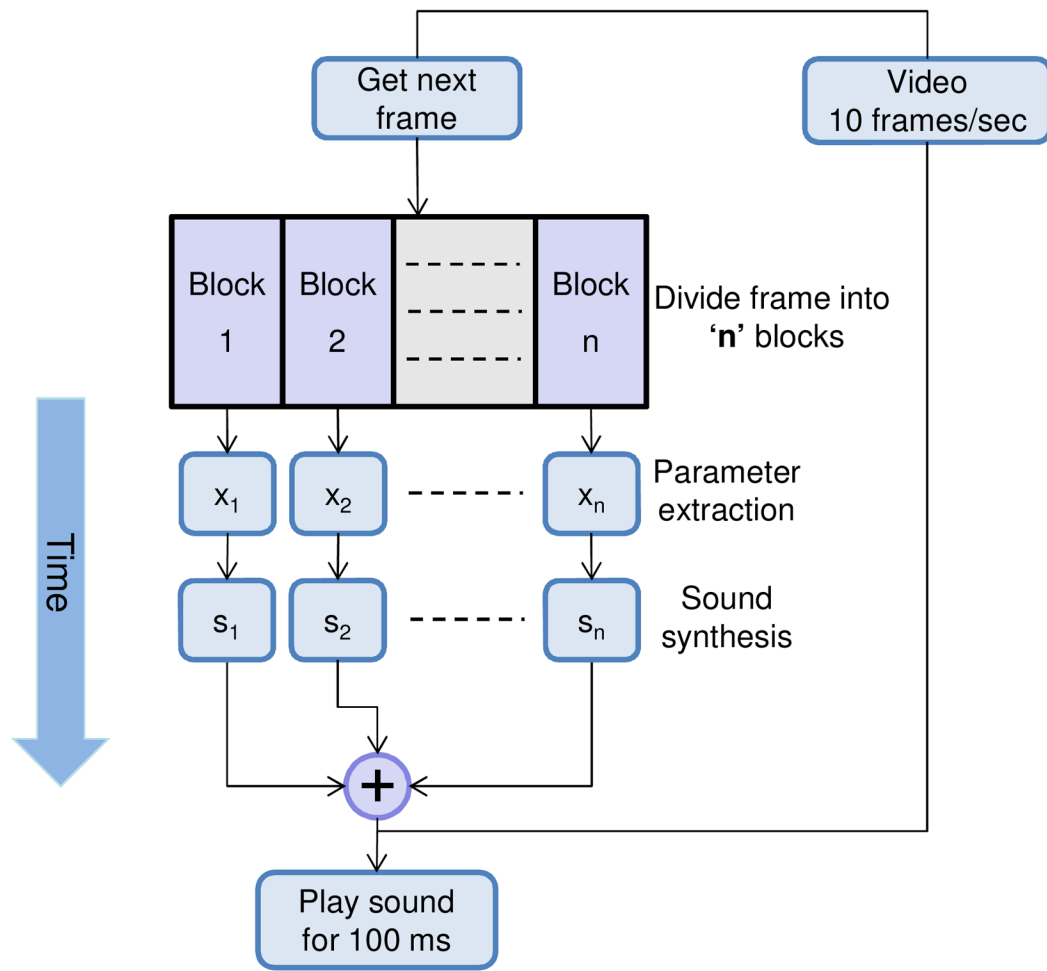 Get next
frame
Video
10 frames/sec
Block
1
Block
2
Block
n
Divide frame into
‘n’ blocks
x1
x2
xn
Parameter
extraction
Time
s1
s2
sn
Sound
synthesis
+
Play sound
for 100 ms